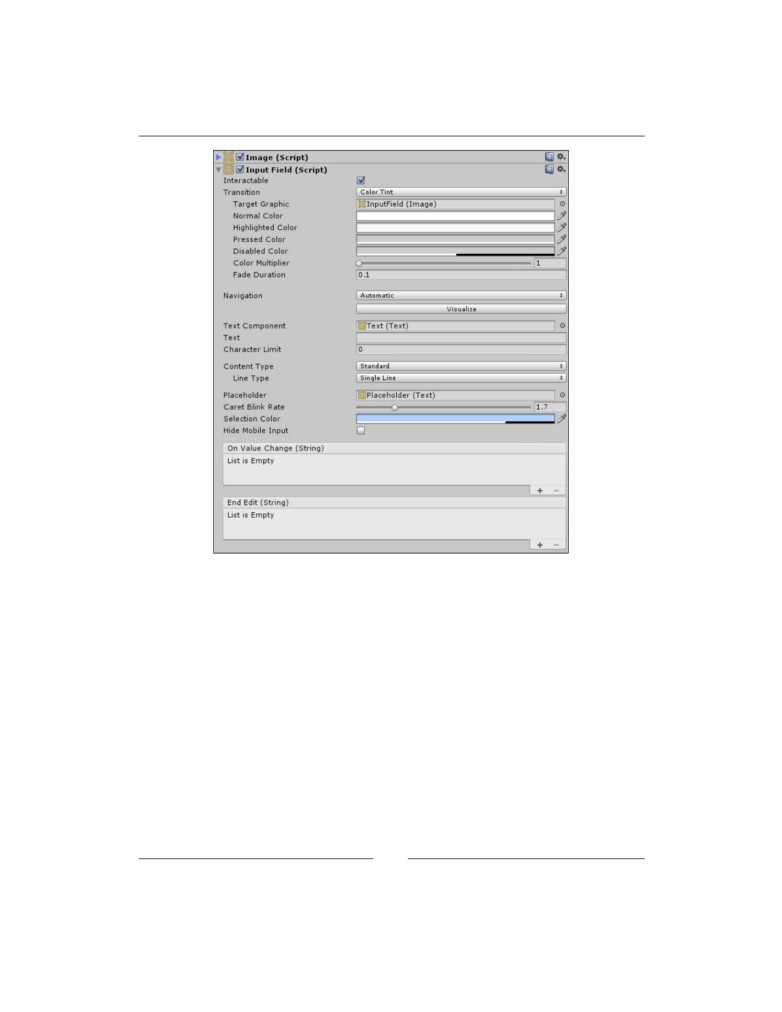 Image (Script)
Input Field (Script)
Interactable
Transition Color Tint
Target Graphic InputField (Image)
Normal Color
Highlighted Color
Pressed Color
Disabled Color
Color Multiplier 1
Fade Duration 0.1
Navigation Automatic
Visualize
Text Component Text (Text)
Text
Character Limit 0
Content Type Standard
Line Type Single Line
Placeholder Placeholder (Text)
Caret Blink Rate 1.7
Selection Color
Hide Mobile Input
On Value Change (String)
List is Empty
+ −
End Edit (String)
List is Empty
+ −